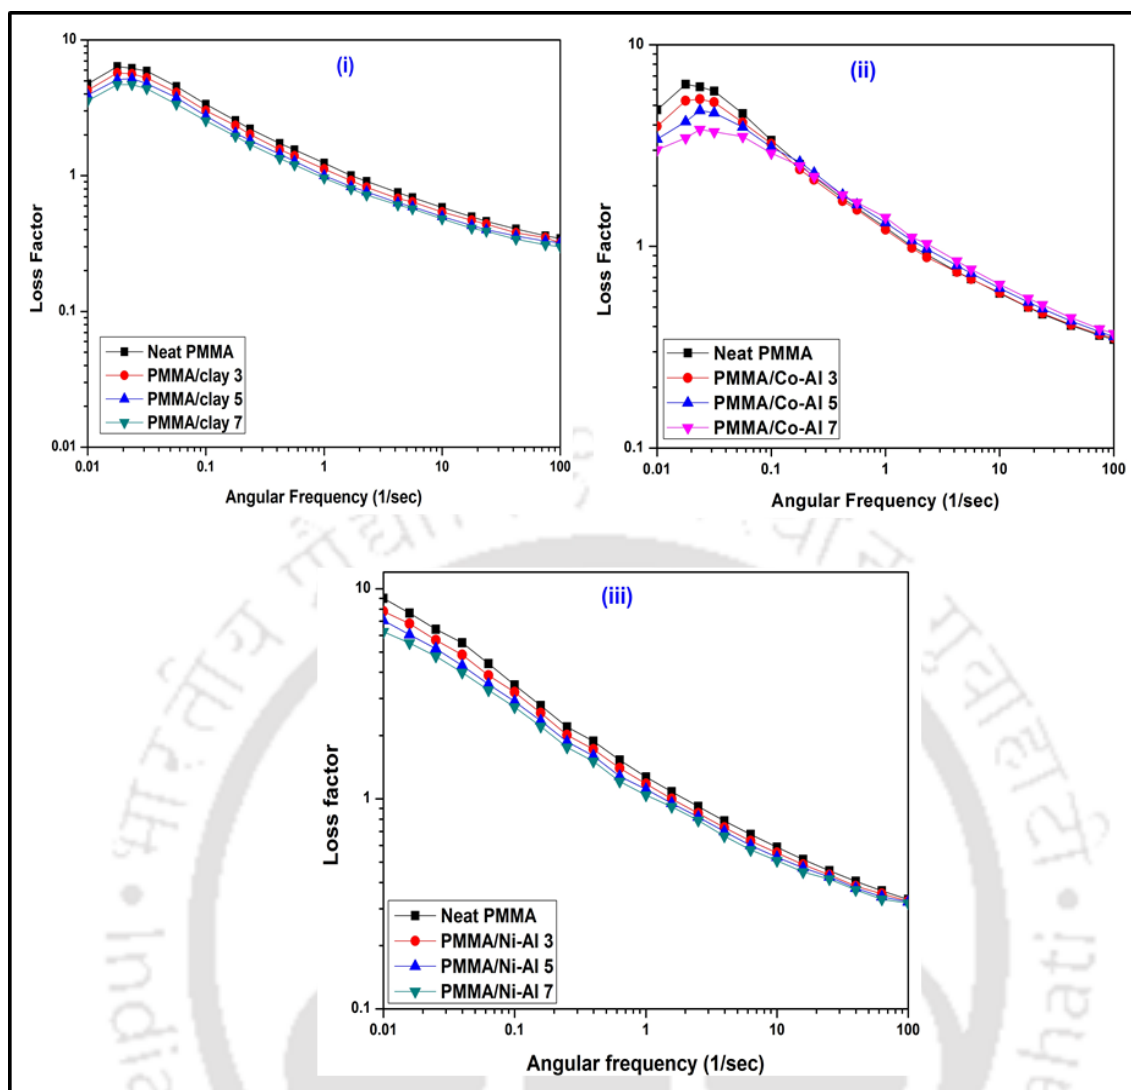 (i)
10
1
0.1
0.01
Loss Factor
Neat PMMA
PMMA/clay 3
PMMA/clay 5
PMMA/clay 7
0.01 0.1 1 10 100
Angular Frequency (1/sec)
(ii)
10
1
0.1
Loss Factor
Neat PMMA
PMMA/Co-Al 3
PMMA/Co-Al 5
PMMA/Co-Al 7
0.01 0.1 1 10 100
Angular Frequency (1/sec)
(iii)
10
1
0.1
Loss factor
Neat PMMA
PMMA/Ni-Al 3
PMMA/Ni-Al 5
PMMA/Ni-Al 7
0.01 0.1 1 10 100
Angular frequency (1/sec)
भारतीय